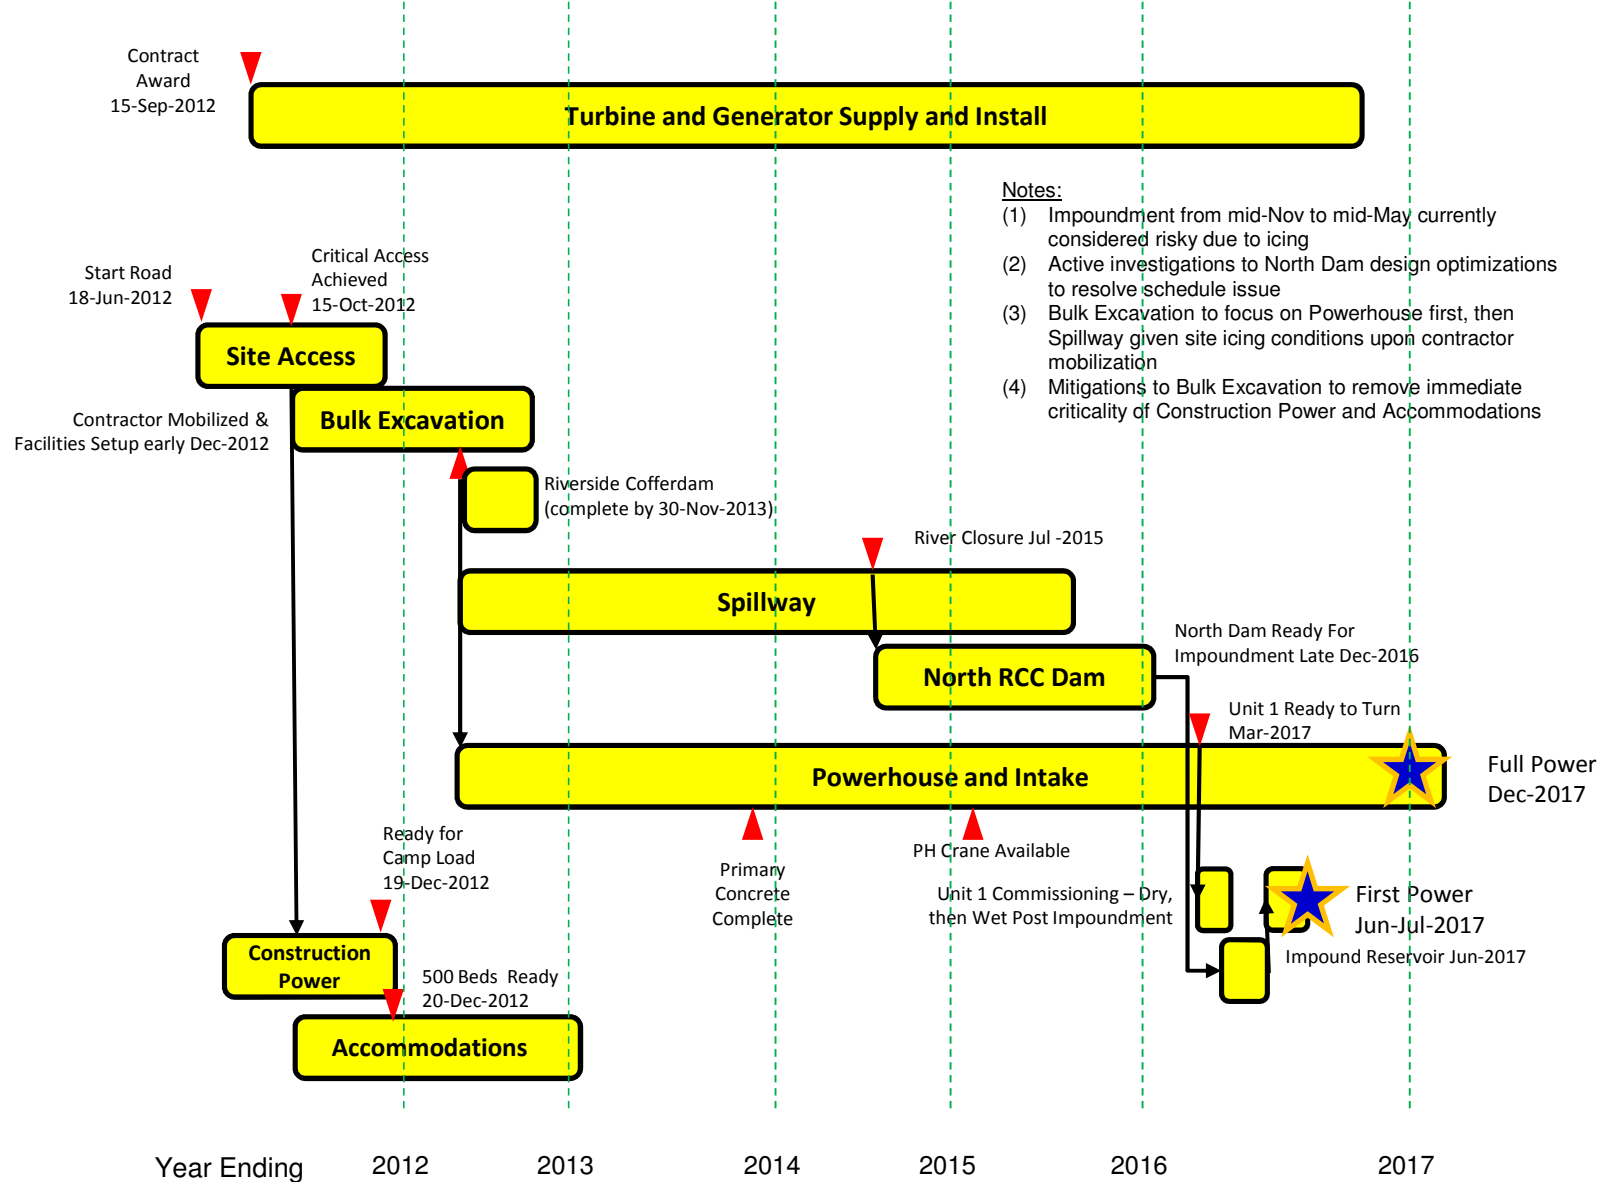 Contract
Award
15-Sep-2012
Turbine and Generator Supply and Install
Notes:
(1) Impoundment from mid-Nov to mid-May currently
considered risky due to icing
(2) Active investigations to North Dam design optimizations
to resolve schedule issue
(3) Bulk Excavation to focus on Powerhouse first, then
Spillway given site icing conditions upon contractor
mobilization
(4) Mitigations to Bulk Excavation to remove immediate
criticality of Construction Power and Accommodations
Start Road
18-Jun-2012
Critical Access
Achieved
15-Oct-2012
Site Access
Contractor Mobilized &
Facilities Setup early Dec-2012
Bulk Excavation
Riverside Cofferdam
(complete by 30-Nov-2013)
River Closure Jul -2015
Spillway
North Dam Ready For
Impoundment Late Dec-2016
North RCC Dam
Unit 1 Ready to Turn
Mar-2017
Powerhouse and Intake
Full Power
Dec-2017
Ready for
Camp Load
19-Dec-2012
Primary
Concrete
Complete
PH Crane Available
Unit 1 Commissioning – Dry,
then Wet Post Impoundment
First Power
Jun-Jul-2017
Impound Reservoir Jun-2017
Construction
Power
500 Beds  Ready
20-Dec-2012
Accommodations
Year Ending 2012 2013 2014 2015 2016 2017